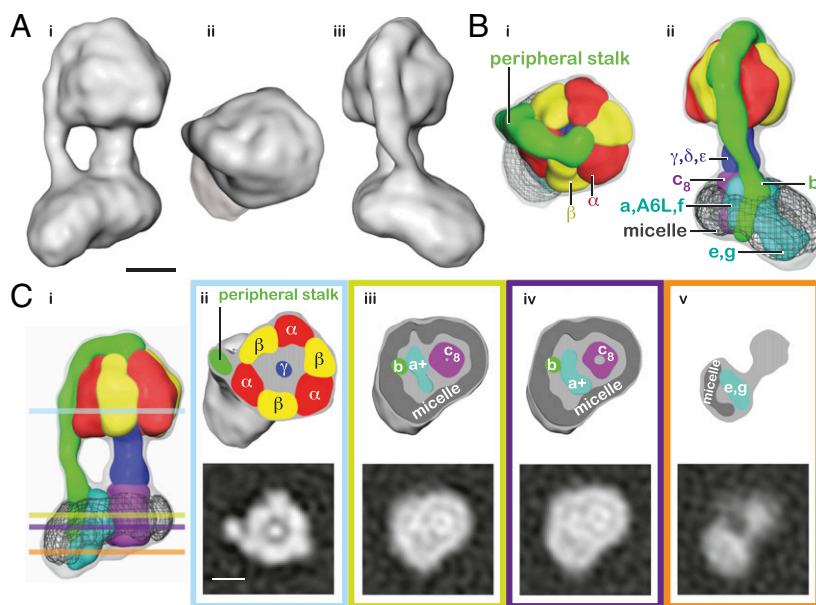 A
i
ii
iii
B
i
ii
peripheral stalk
β
α
γ,δ,ε
c8
b
a,A6L,f
micelle
e,g
C
i
ii
peripheral stalk
α
β
β
γ
α
α
β
iii
b
a+
c8
micelle
iv
b
a+
c8
micelle
v
micelle
e,g